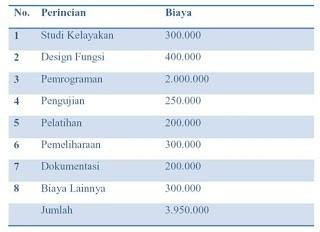 No. Perincian Biaya
1 Studi Kelayakan 300.000
2 Design Fungsi 400.000
3 Pemrograman 2.000.000
4 Pengujian 250.000
5 Pelatihan 200.000
6 Pemeliharaan 300.000
7 Dokumentasi 200.000
8 Biaya Lainnya 300.000
Jumlah 3.950.000